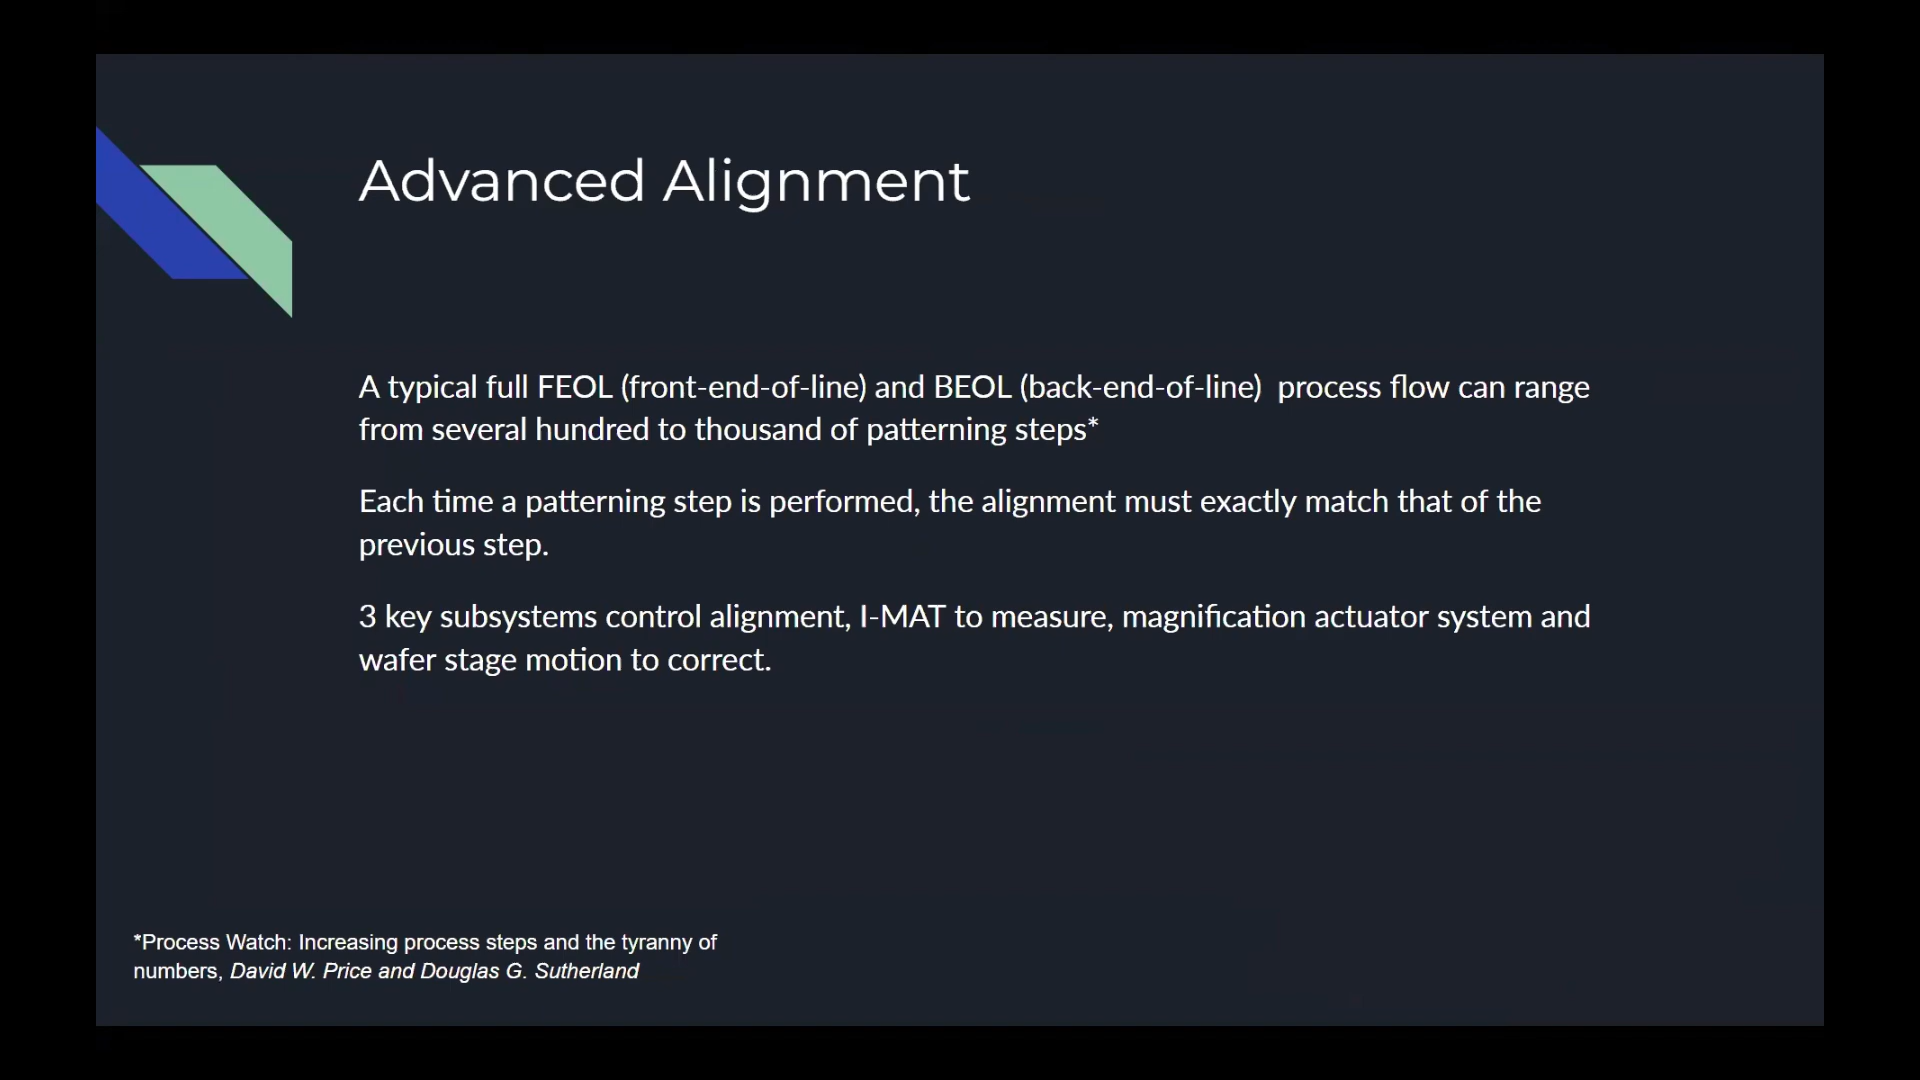 Advanced Alignment
A typical full FEOL (front-end-of-line) and BEOL (back-end-of-line)  process flow can range
from several hundred to thousand of patterning steps*
Each time a patterning step is performed, the alignment must exactly match that of the
previous step.
3 key subsystems control alignment, I-MAT to measure, magnification actuator system and
wafer stage motion to correct.
*Process Watch: Increasing process steps and the tyranny of
numbers, David W. Price and Douglas G. Sutherland